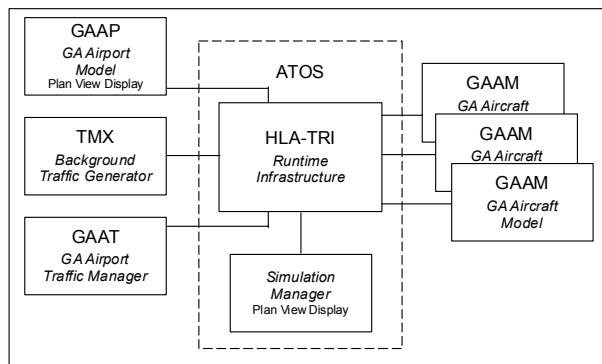 GAAP
GA Airport
Model
Plan View Display
TMX
Background
Traffic Generator
GAAT
GA Airport
Traffic Manager
ATOS
HLA-TRI
Runtime
Infrastructure
Simulation
Manager
Plan View Display
GAAM
GA Aircraft
GAAM
GA Aircraft
GAAM
GA Aircraft
Model